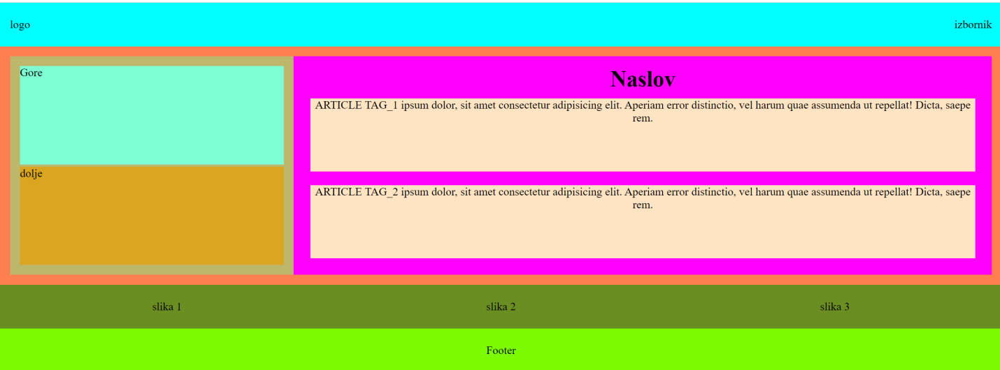 logo
izbornik
Gore
dolje
Naslov
ARTICLE TAG_1 ipsum dolor, sit amet consectetur adipisicing elit. Aperiam error distinctio, vel harum quae assumenda ut repellat! Dicta, saepe
rem.
ARTICLE TAG_2 ipsum dolor, sit amet consectetur adipisicing elit. Aperiam error distinctio, vel harum quae assumenda ut repellat! Dicta, saepe
rem.
slika 1
slika 2
slika 3
Footer